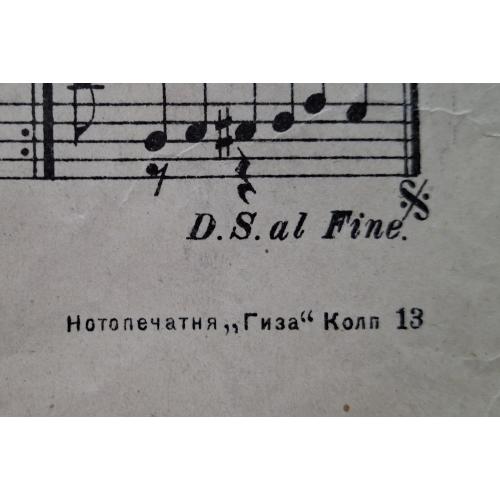 D. S. al Fine.
Нотопечатня „Гиза“ Колп 13